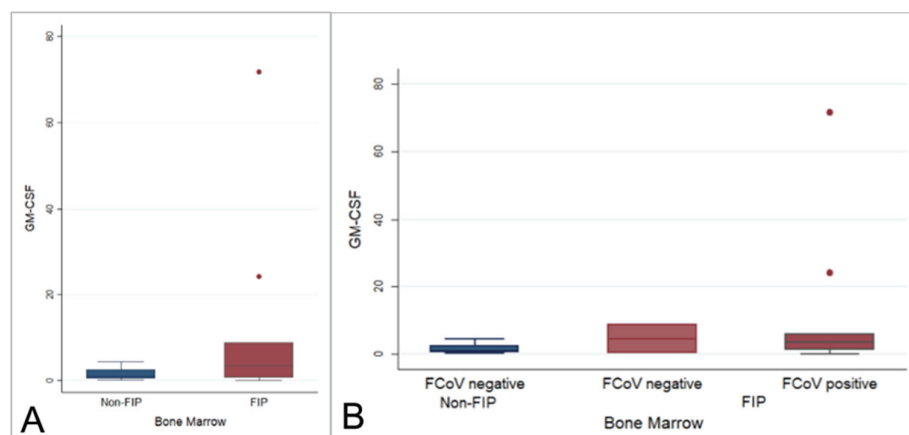 80
60
GM-CSF
40
20
0
Non-FIP FIP
Bone Marrow
A
80
60
GM-CSF
40
20
0
FCoV negative FCoV negative FCoV positive
Non-FIP FIP
Bone Marrow
B